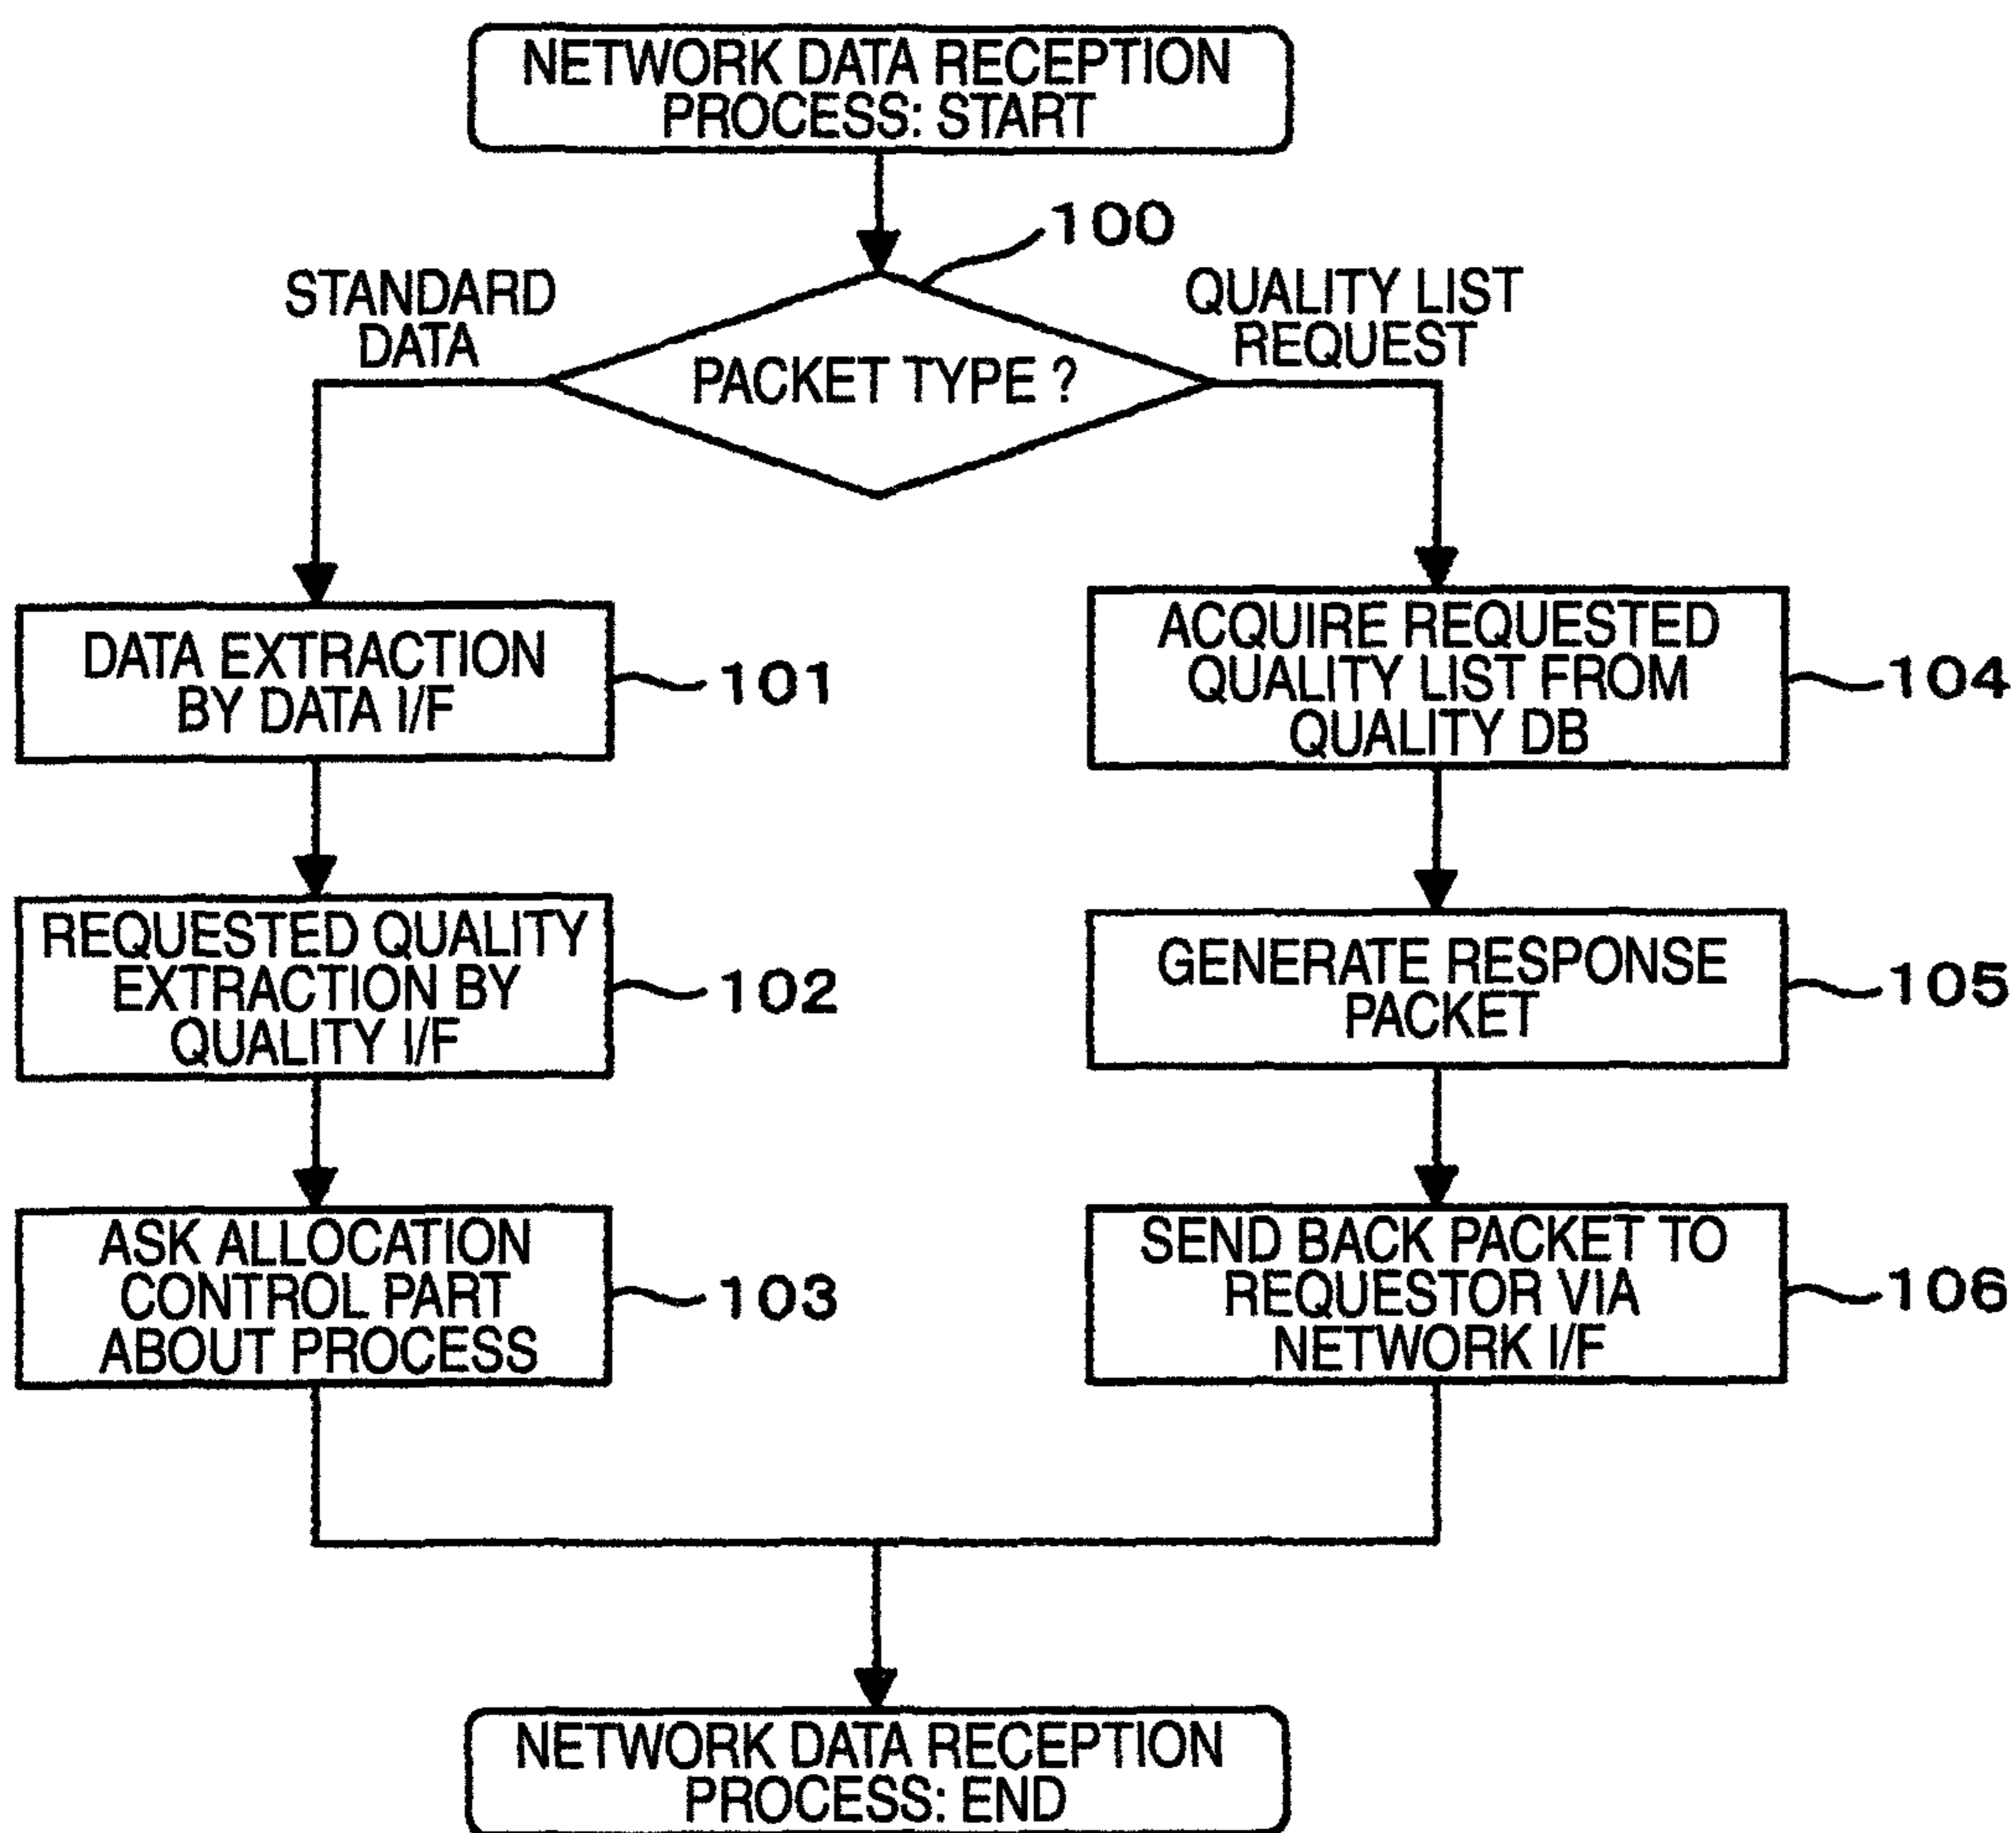 NETWORK DATA RECEPTION
PROCESS: START
100
STANDARD
DATA
PACKET TYPE ?
QUALITY LIST
REQUEST
DATA EXTRACTION
BY DATA I/F
101
REQUESTED QUALITY
EXTRACTION BY
QUALITY I/F
102
ASK ALLOCATION
CONTROL PART
ABOUT PROCESS
103
ACQUIRE REQUESTED
QUALITY LIST FROM
QUALITY DB
104
GENERATE RESPONSE
PACKET
105
SEND BACK PACKET TO
REQUESTOR VIA
NETWORK I/F
106
NETWORK DATA RECEPTION
PROCESS: END